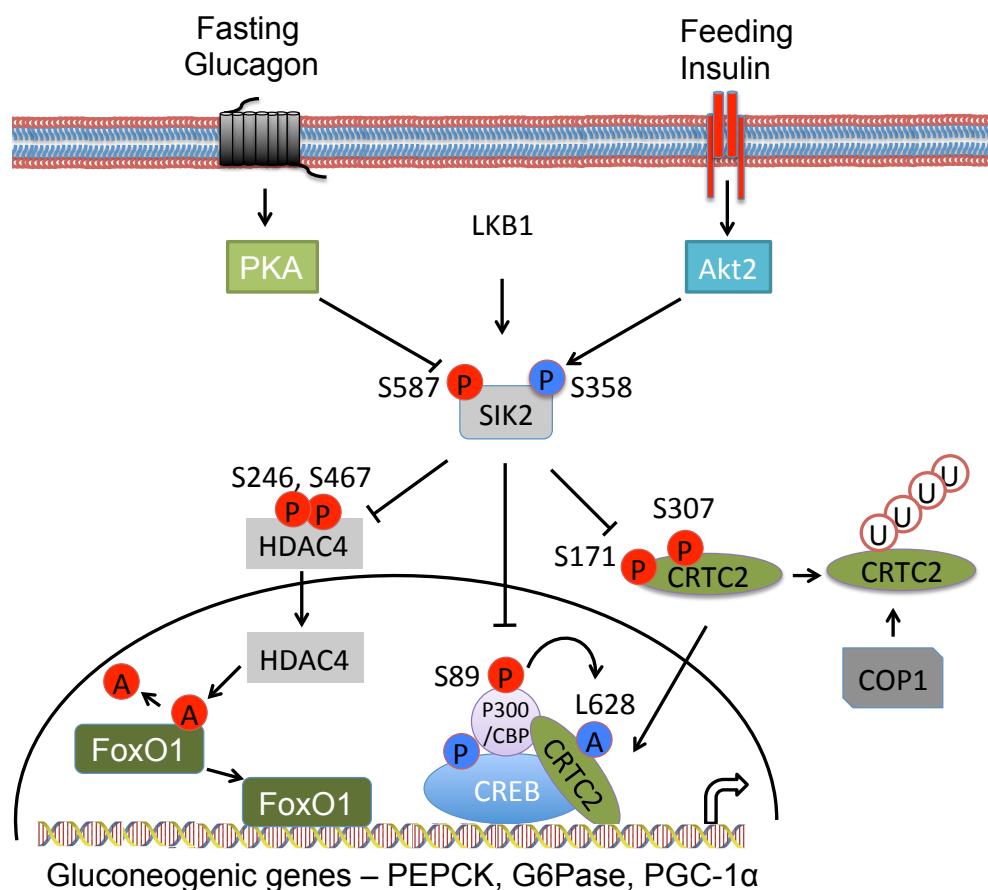 Fasting
Glucagon
Feeding
Insulin
LKB1
PKA
Akt2
S587
P
P
S358
SIK2
S246, S467
P
P
HDAC4
S307
S171
P
P
CRTC2
U
U
U
U
CRTC2
COP1
HDAC4
A
A
FoxO1
FoxO1
S89
P
L628
P300
/CBP
P
A
CREB
CRTC2
Gluconeogenic genes – PEPCK, G6Pase, PGC-1α